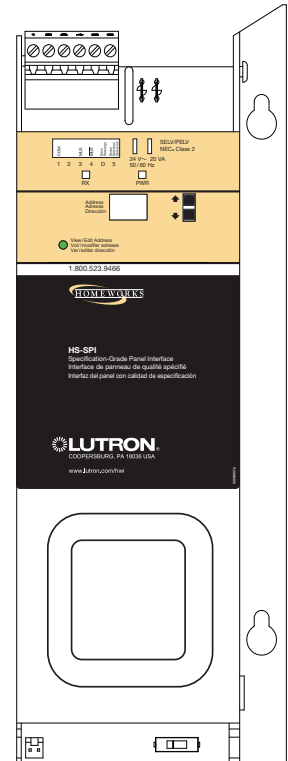 SELV/PELV
NEC® Class 2
COM
MUX
MUX
1 2 3 4 D 5
24 V~ 20 VA
50 / 60 Hz
RX
PWR
Address
Adresse
Dirección
View/Edit Address
Voir/modifier adresse
Ver/editar dirección
1.800.523.9466
HOMEWORKS
HS-SPI
Specification-Grade Panel Interface
Interface de panneau de qualité spécifié
Interfaz del panel con calidad de especificación
LUTRON®
COOPERSBURG, PA 18036 USA
www.lutron.com/hwi